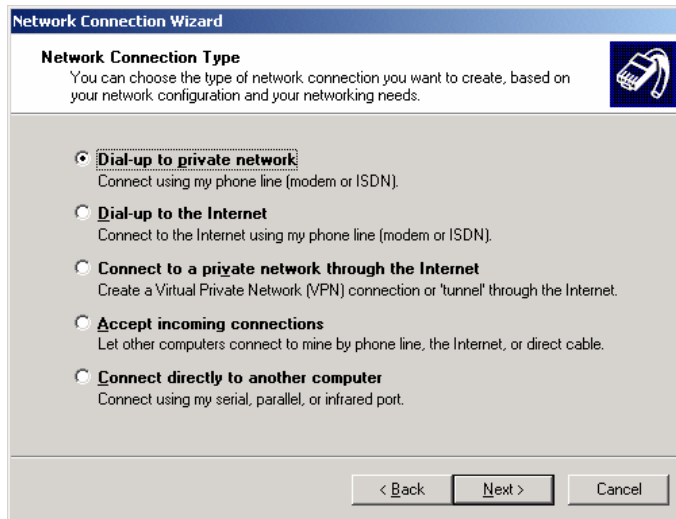 Network Connection Wizard
Network Connection Type
You can choose the type of network connection you want to create, based on
your network configuration and your networking needs.
Dial-up to private network
Connect using my phone line (modem or ISDN).
Dial-up to the Internet
Connect to the Internet using my phone line (modem or ISDN).
Connect to a private network through the Internet
Create a Virtual Private Network (VPN) connection or 'tunnel' through the Internet.
Accept incoming connections
Let other computers connect to mine by phone line, the Internet, or direct cable.
Connect directly to another computer
Connect using my serial, parallel, or infrared port.
< Back Next > Cancel